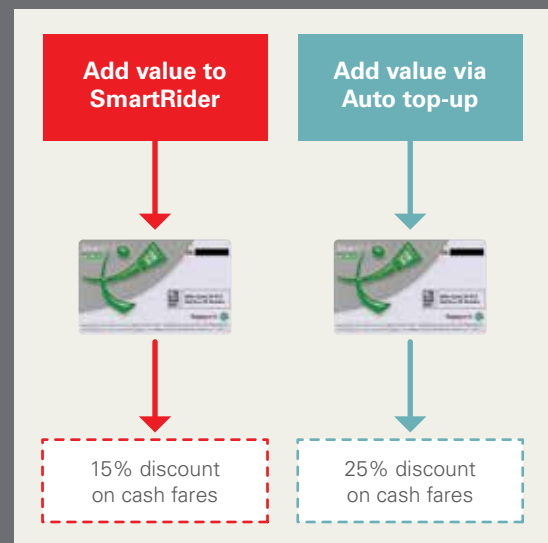 Add value to
SmartRider
Add value via
Auto top-up
15% discount
on cash fares
25% discount
on cash fares